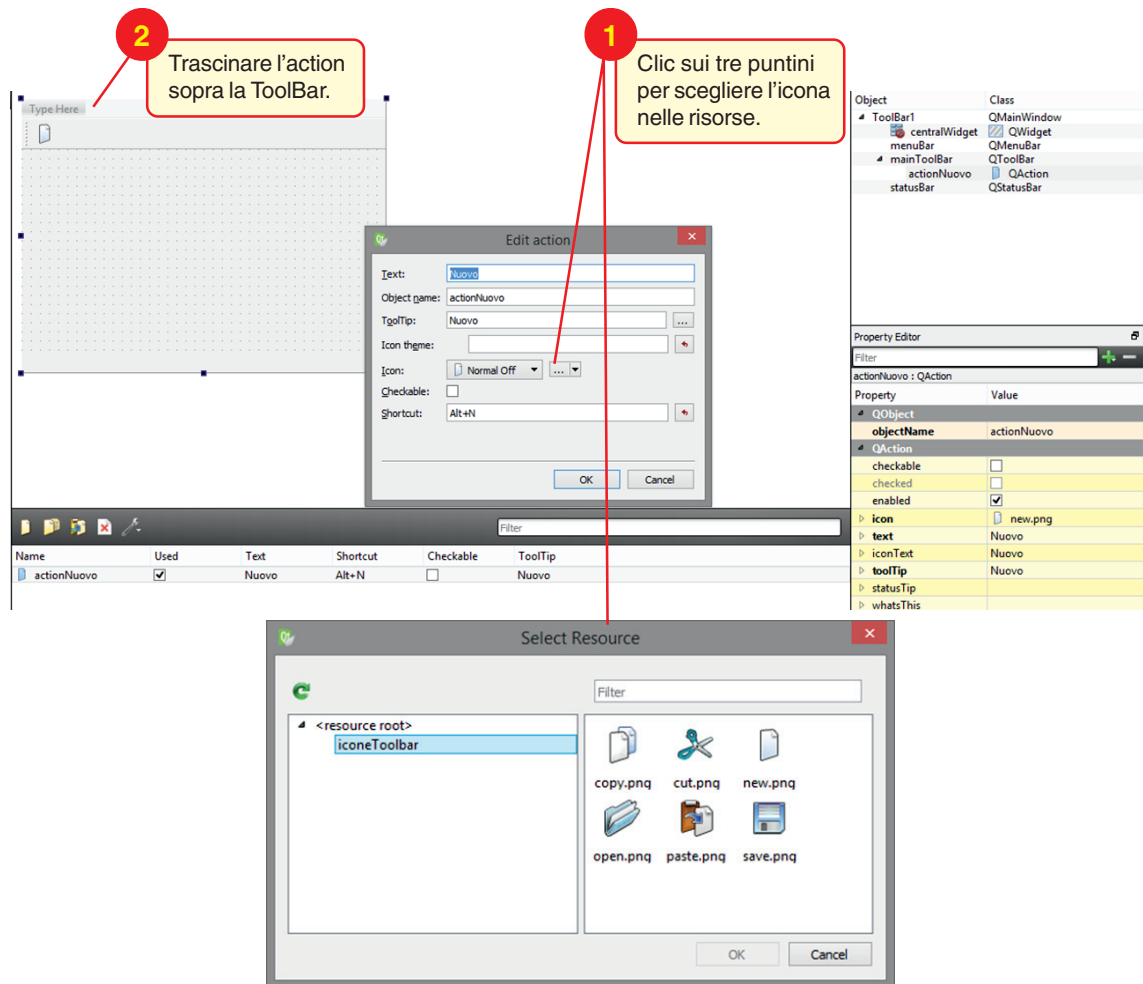 2
Trascinare l’action
sopra la ToolBar.
1
Clic sui tre puntini
per scegliere l’icona
nelle risorse.
Type Here
Object Class
ToolBar1 QMainWindow
centralWidget QWidget
menuBar QMenuBar
mainToolBar QToolBar
actionNuovo QAction
statusBar QStatusBar
Edit action
Text: Nuovo
Object name: actionNuovo
ToolTip: Nuovo ...
Icon theme:
Icon: Normal Off ...
Checkable:
Shortcut: Alt+N
OK Cancel
Property Editor
Filter
actionNuovo : QAction
Property Value
QObject
objectName actionNuovo
QAction
checkable
checked
enabled
icon new.png
text Nuovo
iconText Nuovo
toolTip Nuovo
statusTip
whatsThis
Filter
Name Used Text Shortcut Checkable ToolTip
actionNuovo Nuovo Alt+N Nuovo
Qt Select Resource
Filter
<resource root>
iconeToolbar
copy.png cut.png new.png
open.png paste.png save.png
OK Cancel